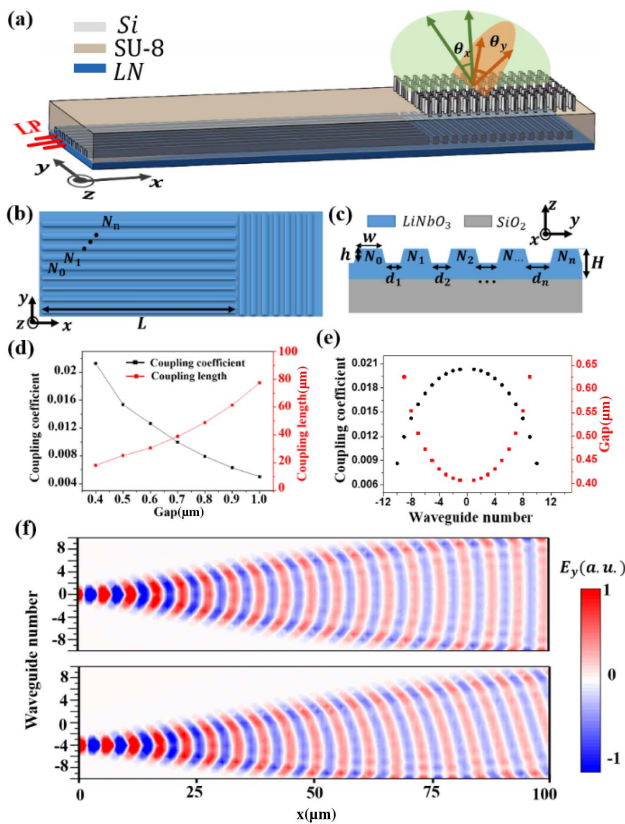 (a)
Si
SU-8
LN
θx
θy
LP
y
z
x
(b)
Nn
N1
N0
y
z
x
L
(c)
LiNbO3
SiO2
z
x
y
w
h
N0
N1
N2
N...
Nn
H
d1
d2
...
dn
(d)
Coupling coefficient
Coupling length
Coupling coefficient
0.02
0.016
0.012
0.008
0.004
0.4 0.5 0.6 0.7 0.8 0.9 1.0
Gap(μm)
100
80
60
40
20
0
Coupling length(μm)
(e)
Coupling coefficient
0.021
0.018
0.015
0.012
0.009
0.006
-12 -8 -4 0 4 8 12
Waveguide number
0.65
0.60
0.55
0.50
0.45
0.40
Gap(μm)
(f)
Waveguide number
8
4
0
-4
-8
8
4
0
-4
-8
0 25 50 75 100
x(μm)
Ey(a.u.)
1
0
-1